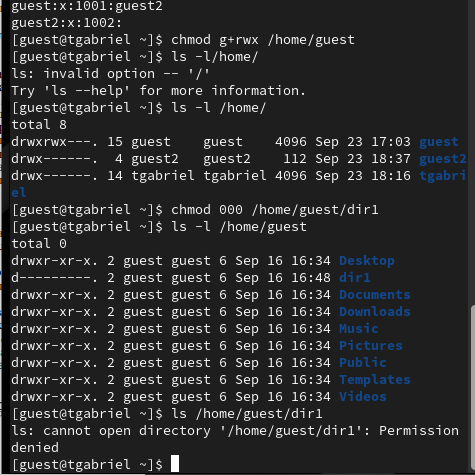 guest:x:1001:guest2
guest2:x:1002:
[guest@tgabriel ~]$ chmod g+rwx /home/guest
[guest@tgabriel ~]$ ls -l/home/
ls: invalid option -- '/'
Try 'ls --help' for more information.
[guest@tgabriel ~]$ ls -l /home/
total 8
drwxrwx---. 15 guest    guest    4096 Sep 23 17:03 guest
drwx------.  4 guest2   guest2    112 Sep 23 18:37 guest2
drwx------. 14 tgabriel tgabriel 4096 Sep 23 18:16 tgabri
el
[guest@tgabriel ~]$ chmod 000 /home/guest/dir1
[guest@tgabriel ~]$ ls -l /home/guest
total 0
drwxr-xr-x. 2 guest guest 6 Sep 16 16:34 Desktop
d---------. 2 guest guest 6 Sep 16 16:48 dir1
drwxr-xr-x. 2 guest guest 6 Sep 16 16:34 Documents
drwxr-xr-x. 2 guest guest 6 Sep 16 16:34 Downloads
drwxr-xr-x. 2 guest guest 6 Sep 16 16:34 Music
drwxr-xr-x. 2 guest guest 6 Sep 16 16:34 Pictures
drwxr-xr-x. 2 guest guest 6 Sep 16 16:34 Public
drwxr-xr-x. 2 guest guest 6 Sep 16 16:34 Templates
drwxr-xr-x. 2 guest guest 6 Sep 16 16:34 Videos
[guest@tgabriel ~]$ ls /home/guest/dir1
ls: cannot open directory '/home/guest/dir1': Permission
denied
[guest@tgabriel ~]$